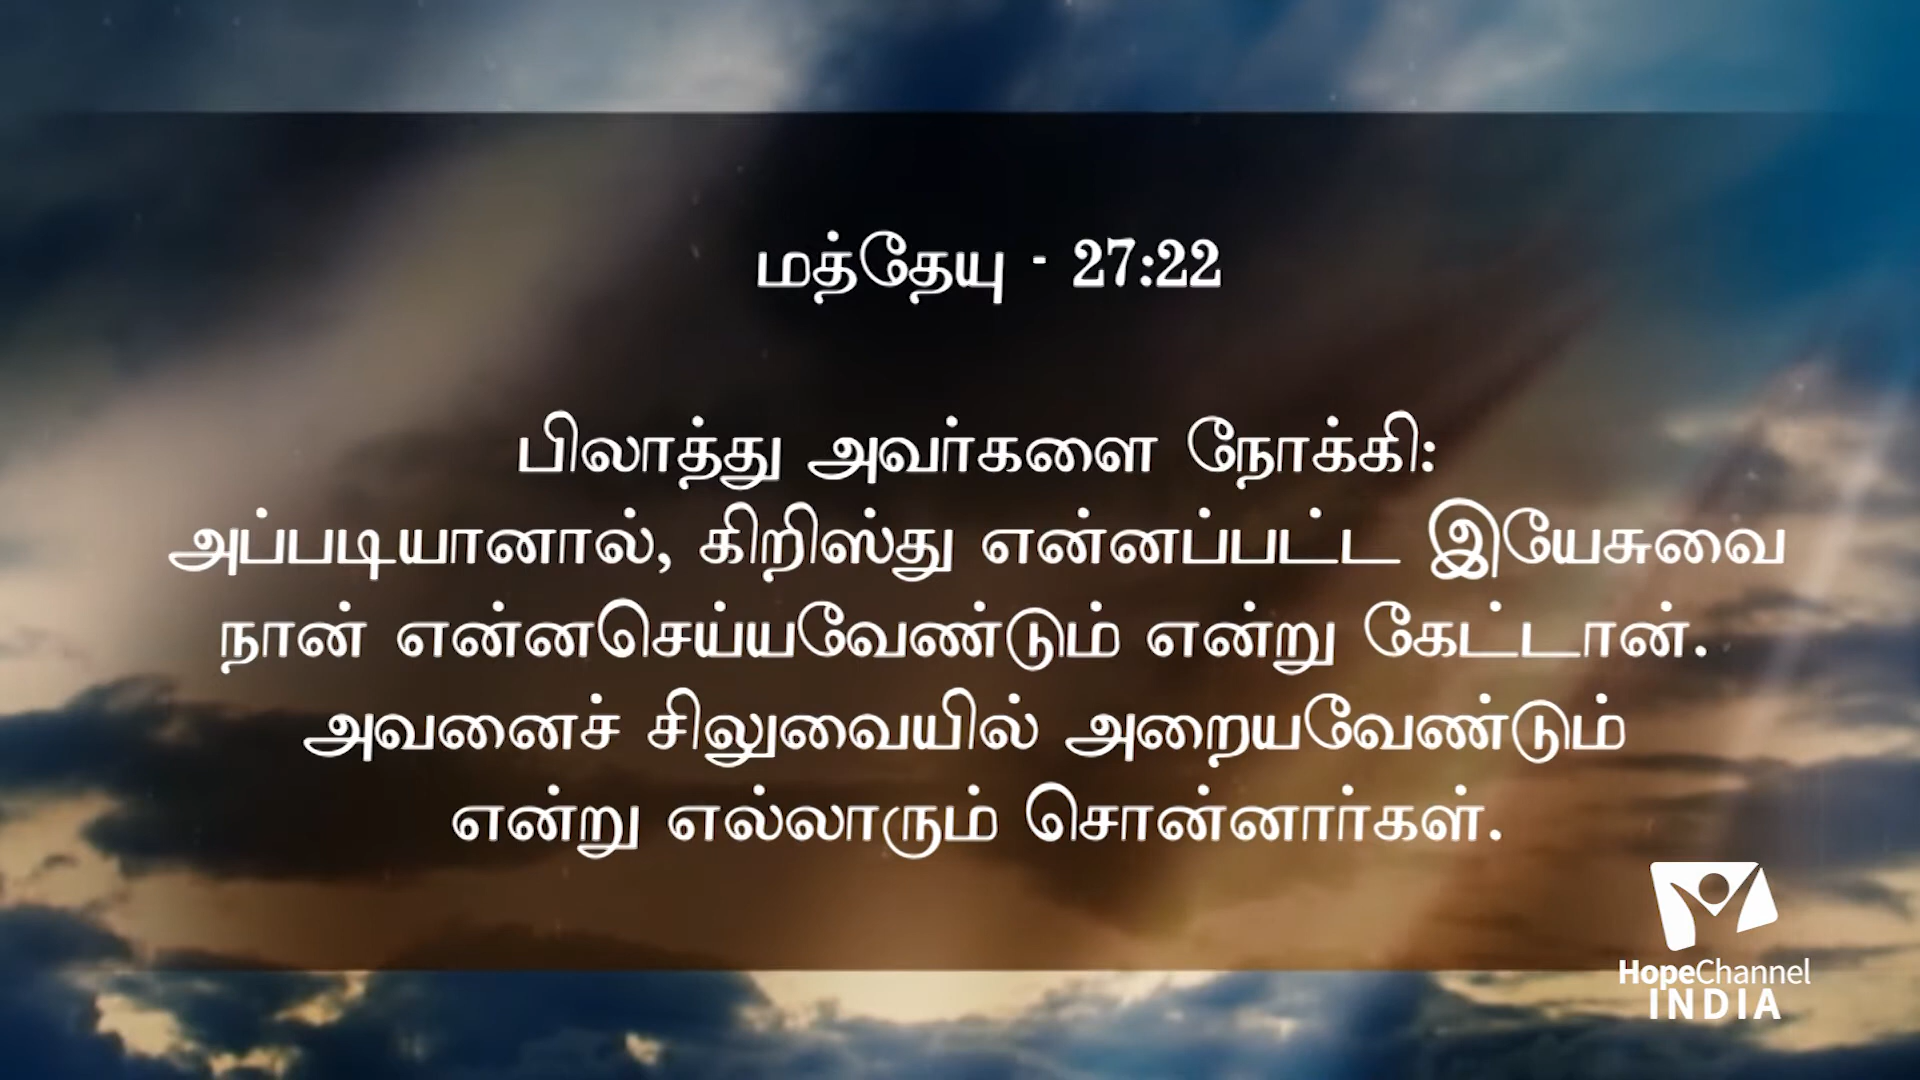 மத்தேயு - 27:22
பிலாத்து அவர்களை நோக்கி:
அப்படியானால், கிறிஸ்து என்னப்பட்ட இயேசுவை
நான் என்னசெய்யவேண்டும் என்று கேட்டான்.
அவனைச் சிலுவையில் அறையவேண்டும்
என்று எல்லாரும் சொன்னார்கள்.
HopeChannel
INDIA